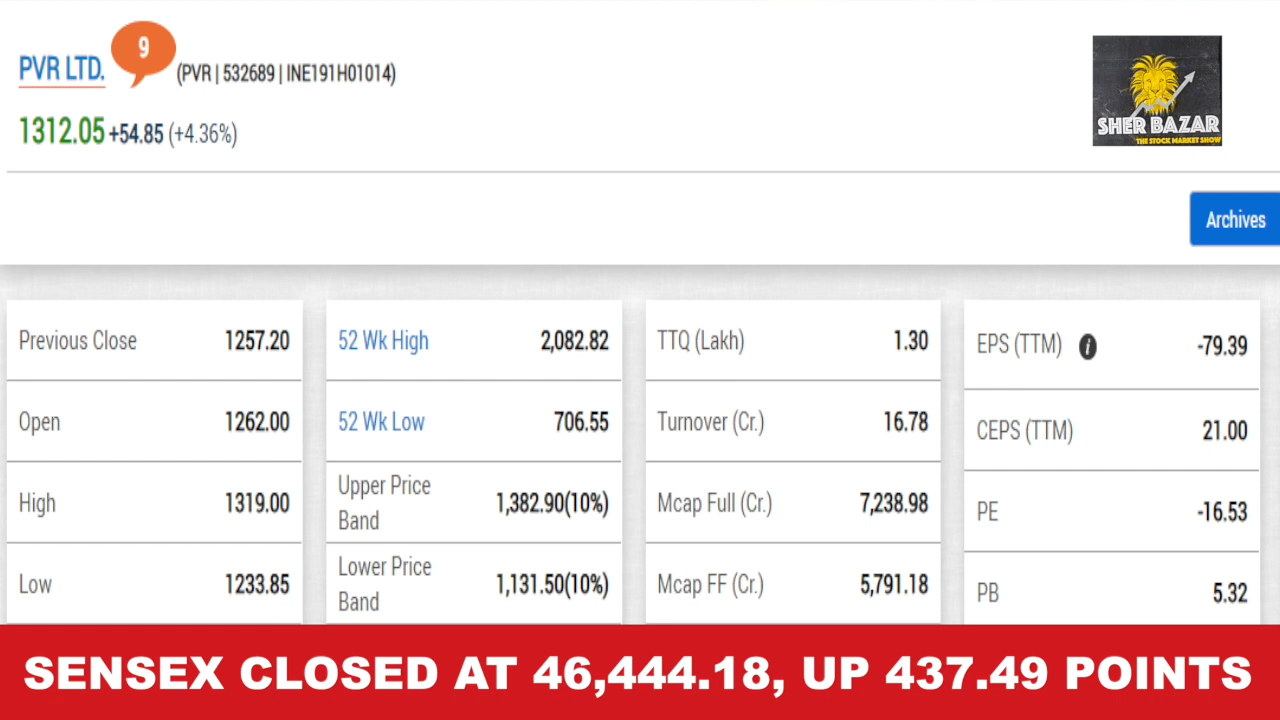 PVR LTD.
9
(PVR | 532689 | INE191H01014)
1312.05 +54.85 (+4.36%)
SHER BAZAR
THE STOCK MARKET SHOW
Archives
Previous Close 1257.20
Open 1262.00
High 1319.00
Low 1233.85
52 Wk High 2,082.82
52 Wk Low 706.55
Upper Price
Band 1,382.90(10%)
Lower Price
Band 1,131.50(10%)
TTQ (Lakh) 1.30
Turnover (Cr.) 16.78
Mcap Full (Cr.) 7,238.98
Mcap FF (Cr.) 5,791.18
EPS (TTM) i -79.39
CEPS (TTM) 21.00
PE -16.53
PB 5.32
SENSEX CLOSED AT 46,444.18, UP 437.49 POINTS